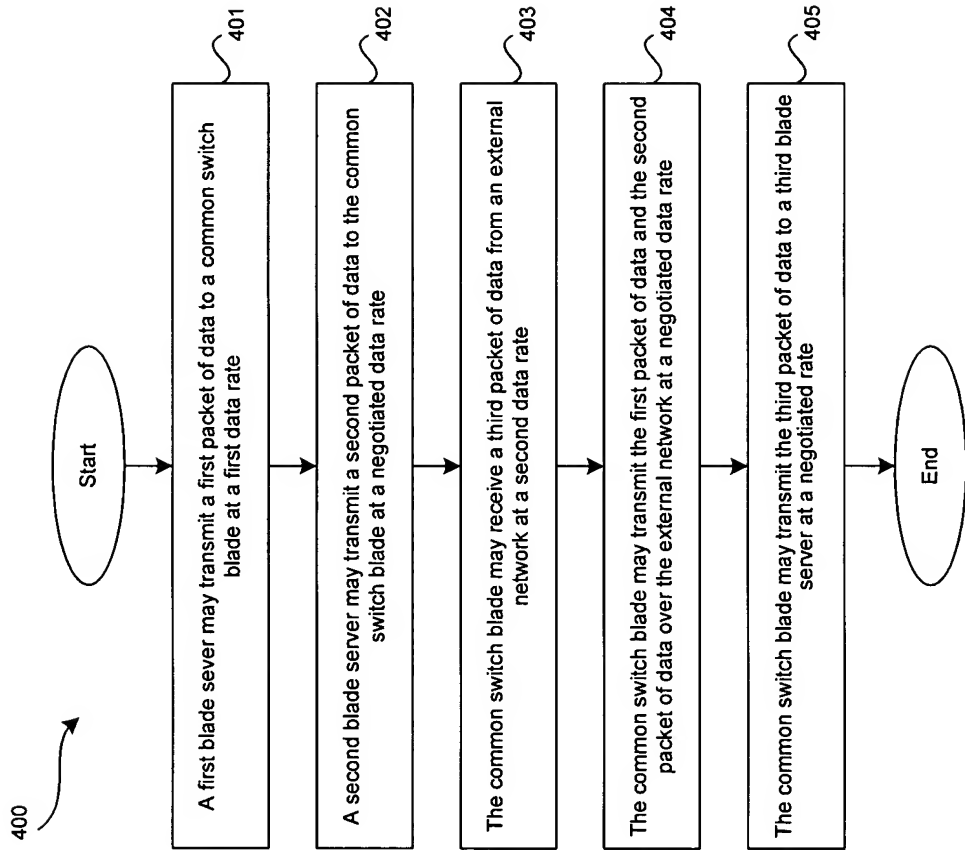 400
Start
A first blade sever may transmit a first packet of data to a common switch
blade at a first data rate
401
A second blade server may transmit a second packet of data to the common
switch blade at a negotiated data rate
402
The common switch blade may receive a third packet of data from an external
network at a second data rate
403
The common switch blade may transmit the first packet of data and the second
packet of data over the external network at a negotiated data rate
404
The common switch blade may transmit the third packet of data to a third blade
server at a negotiated rate
405
End